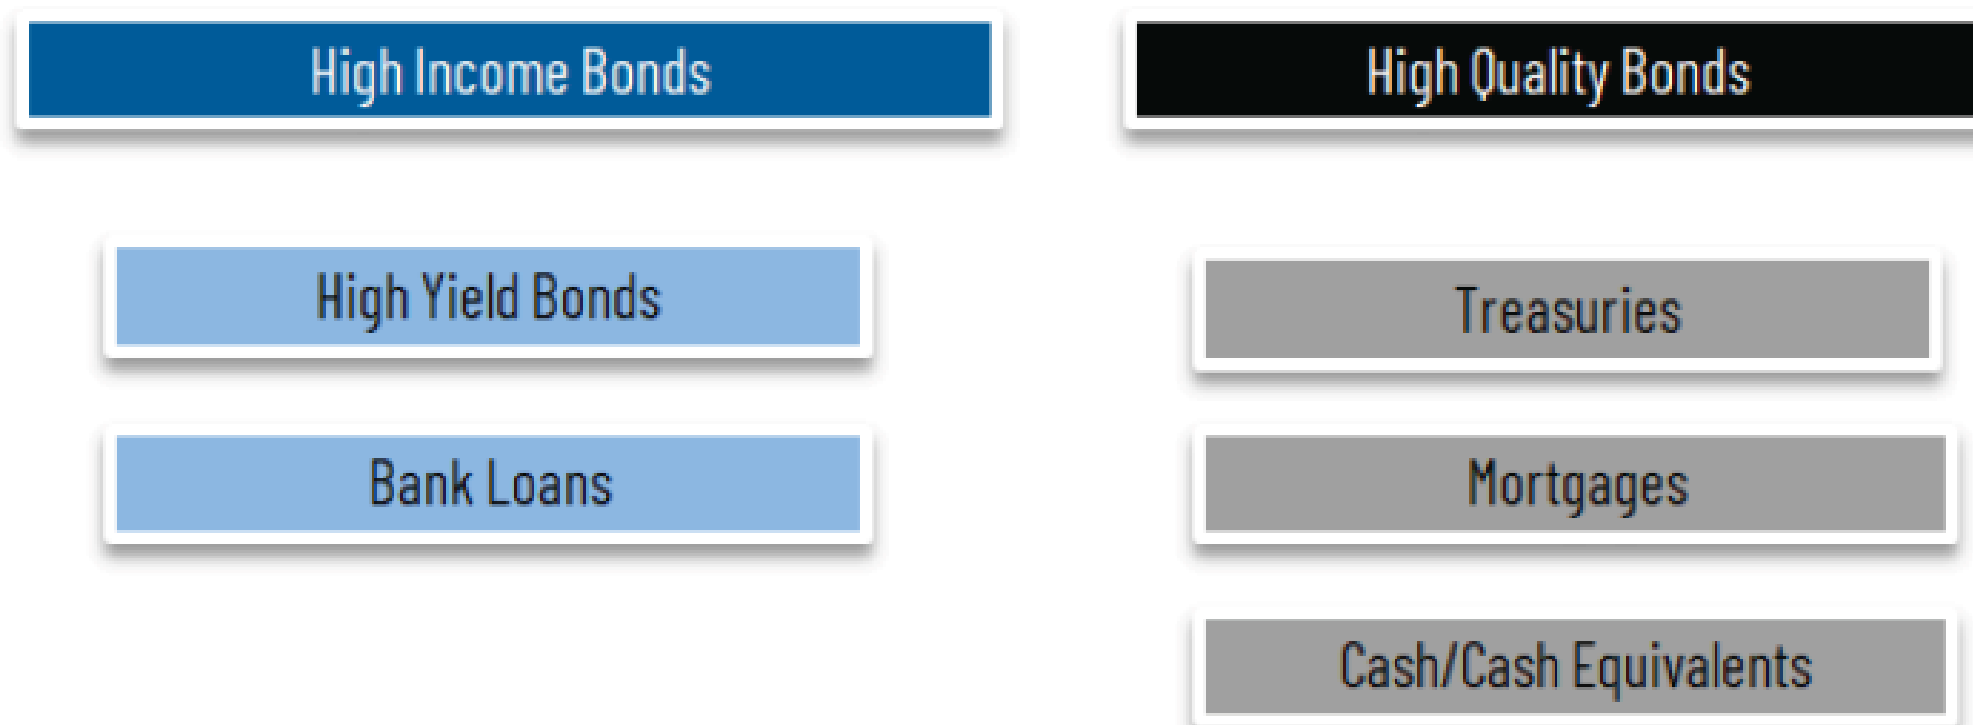 High Income Bonds
High Yield Bonds
Bank Loans
High Quality Bonds
Treasuries
Mortgages
Cash/Cash Equivalents